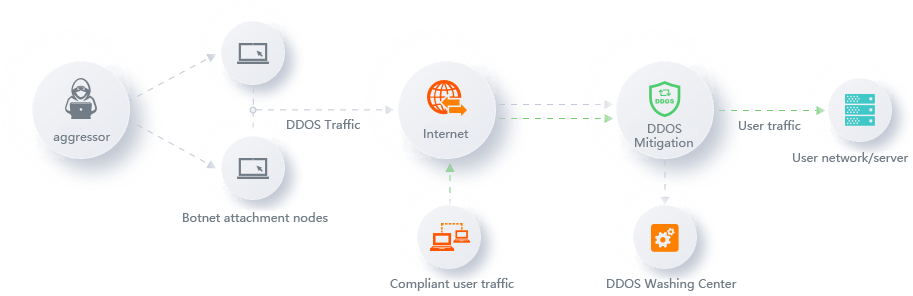 aggressor
Botnet attachment nodes
DDOS Traffic
Internet
Compliant user traffic
DDOS
DDOS
Mitigation
DDOS Washing Center
User traffic
User network/server